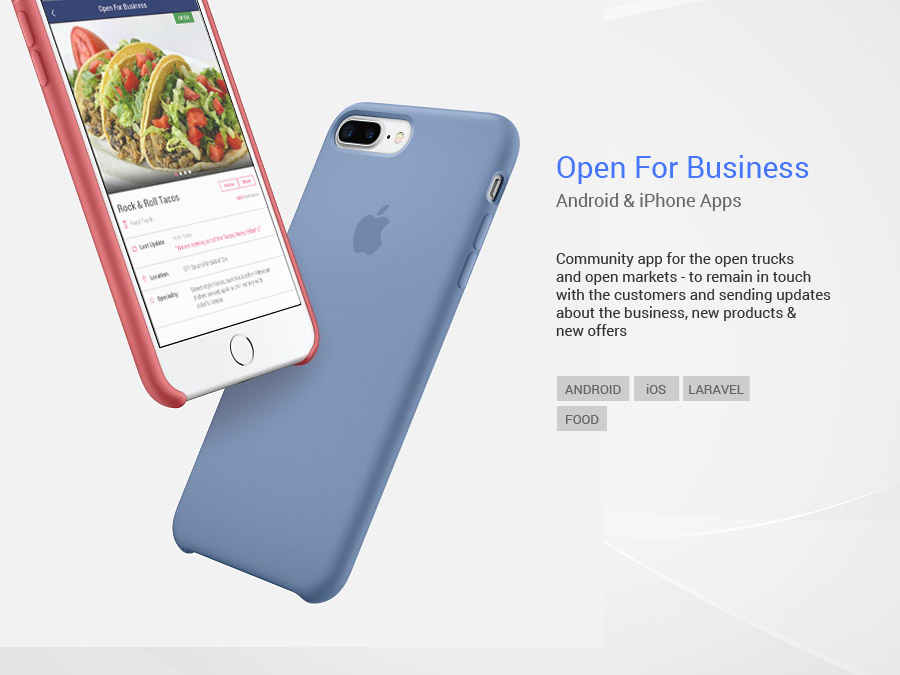 Open For Business
OPEN
Rock & Roll Tacos
Food Truck
Last Update
Location
Specialty
Open For Business
Android & iPhone Apps
Community app for the open trucks
and open markets - to remain in touch
with the customers and sending updates
about the business, new products &
new offers
ANDROID iOS LARAVEL
FOOD